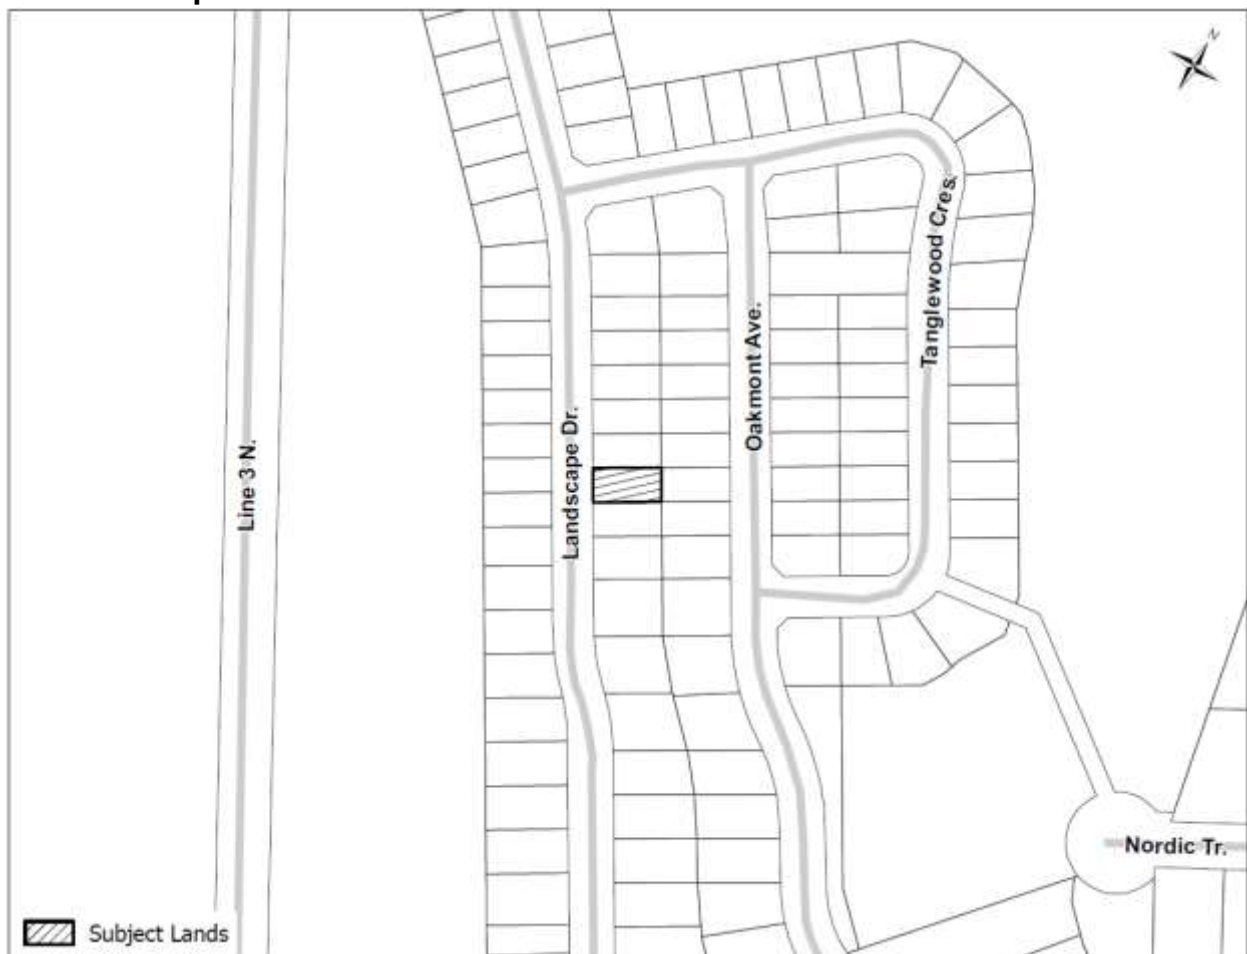 N
Tanglewood Cres.
Oakmont Ave.
Landscape Dr.
Line 3 N.
Nordic Tr.
Subject Lands